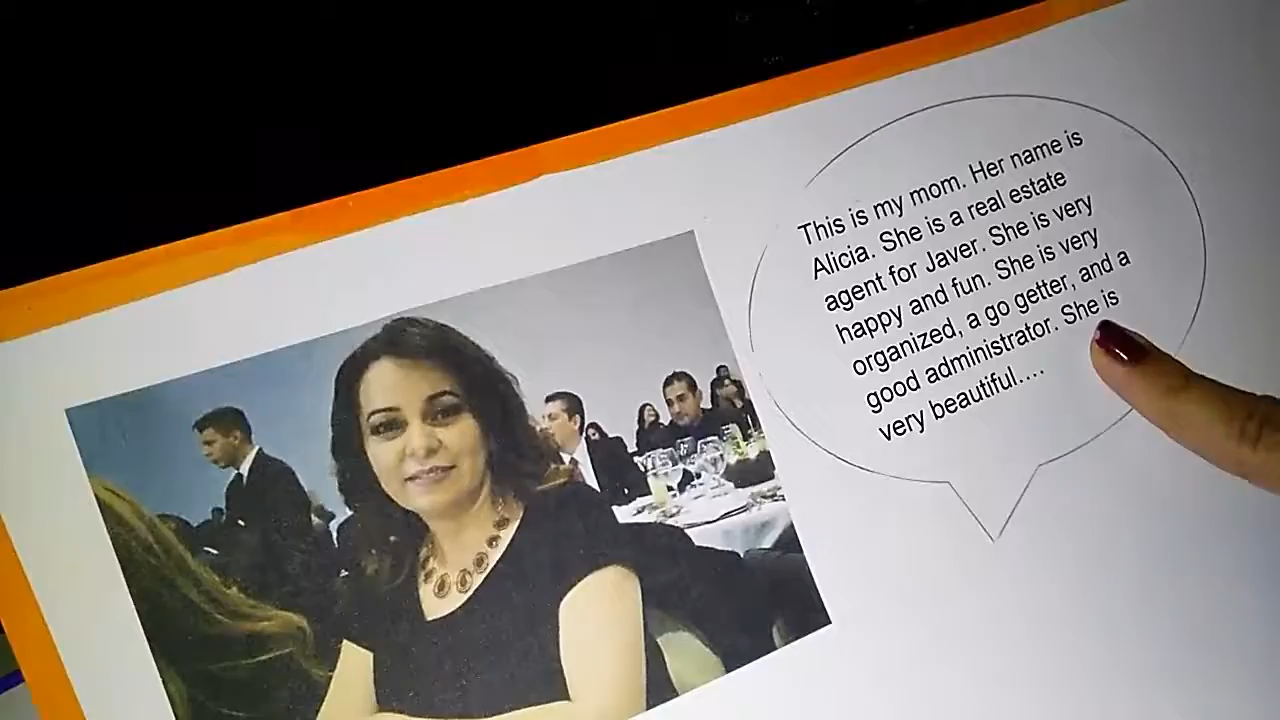 This is my mom. Her name is
Alicia. She is a real estate
agent for Javer. She is very
happy and fun. She is very
organized, a go getter, and a
good administrator. She is
very beautiful....